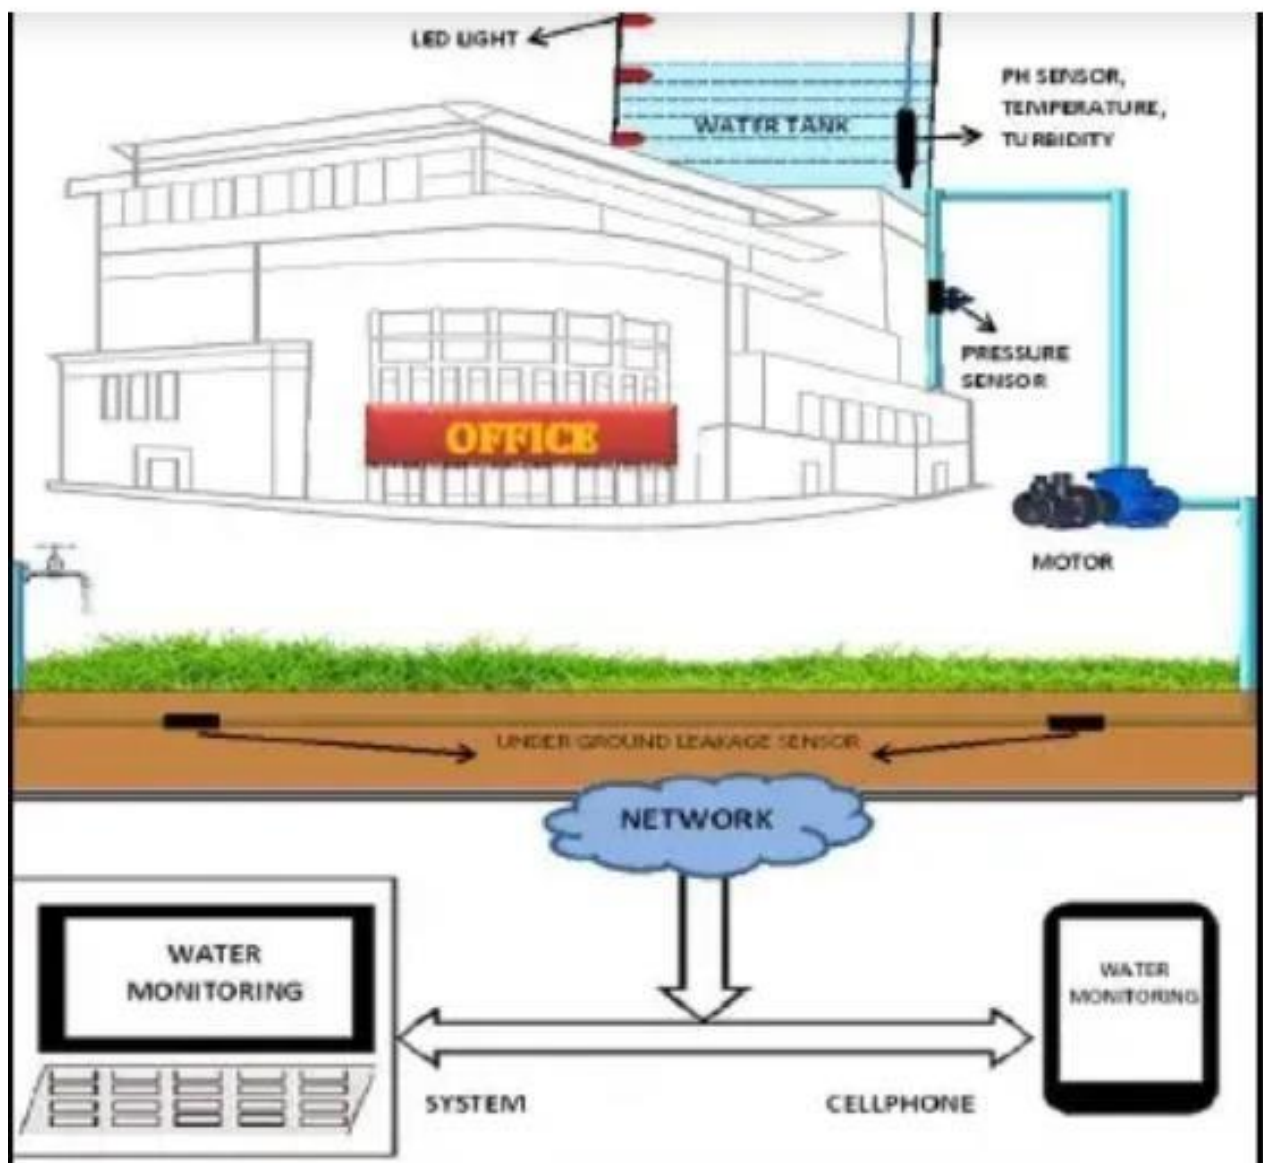 LED LIGHT
PH SENSOR,
TEMPERATURE,
TURBIDITY
WATER TANK
PRESSURE
SENSOR
OFFICE
MOTOR
UNDER GROUND LEAKAGE SENSOR
NETWORK
WATER
MONITORING
WATER
MONITORING
SYSTEM
CELLPHONE